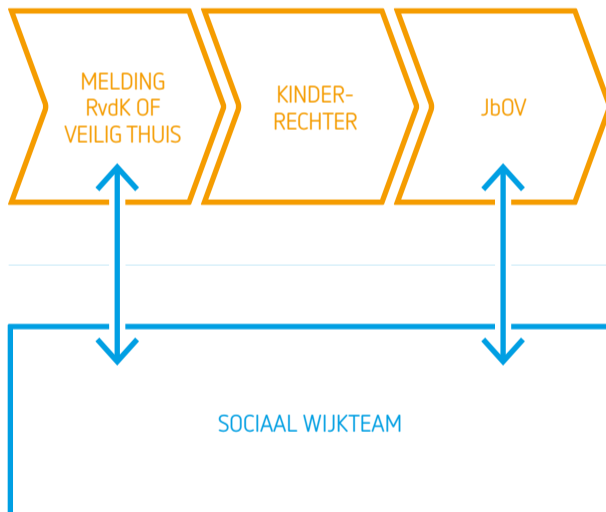 MELDING
RvdK OF
VEILIG THUIS
KINDER-
RECHTER
JbOV
SOCIAAL WIJKTEAM